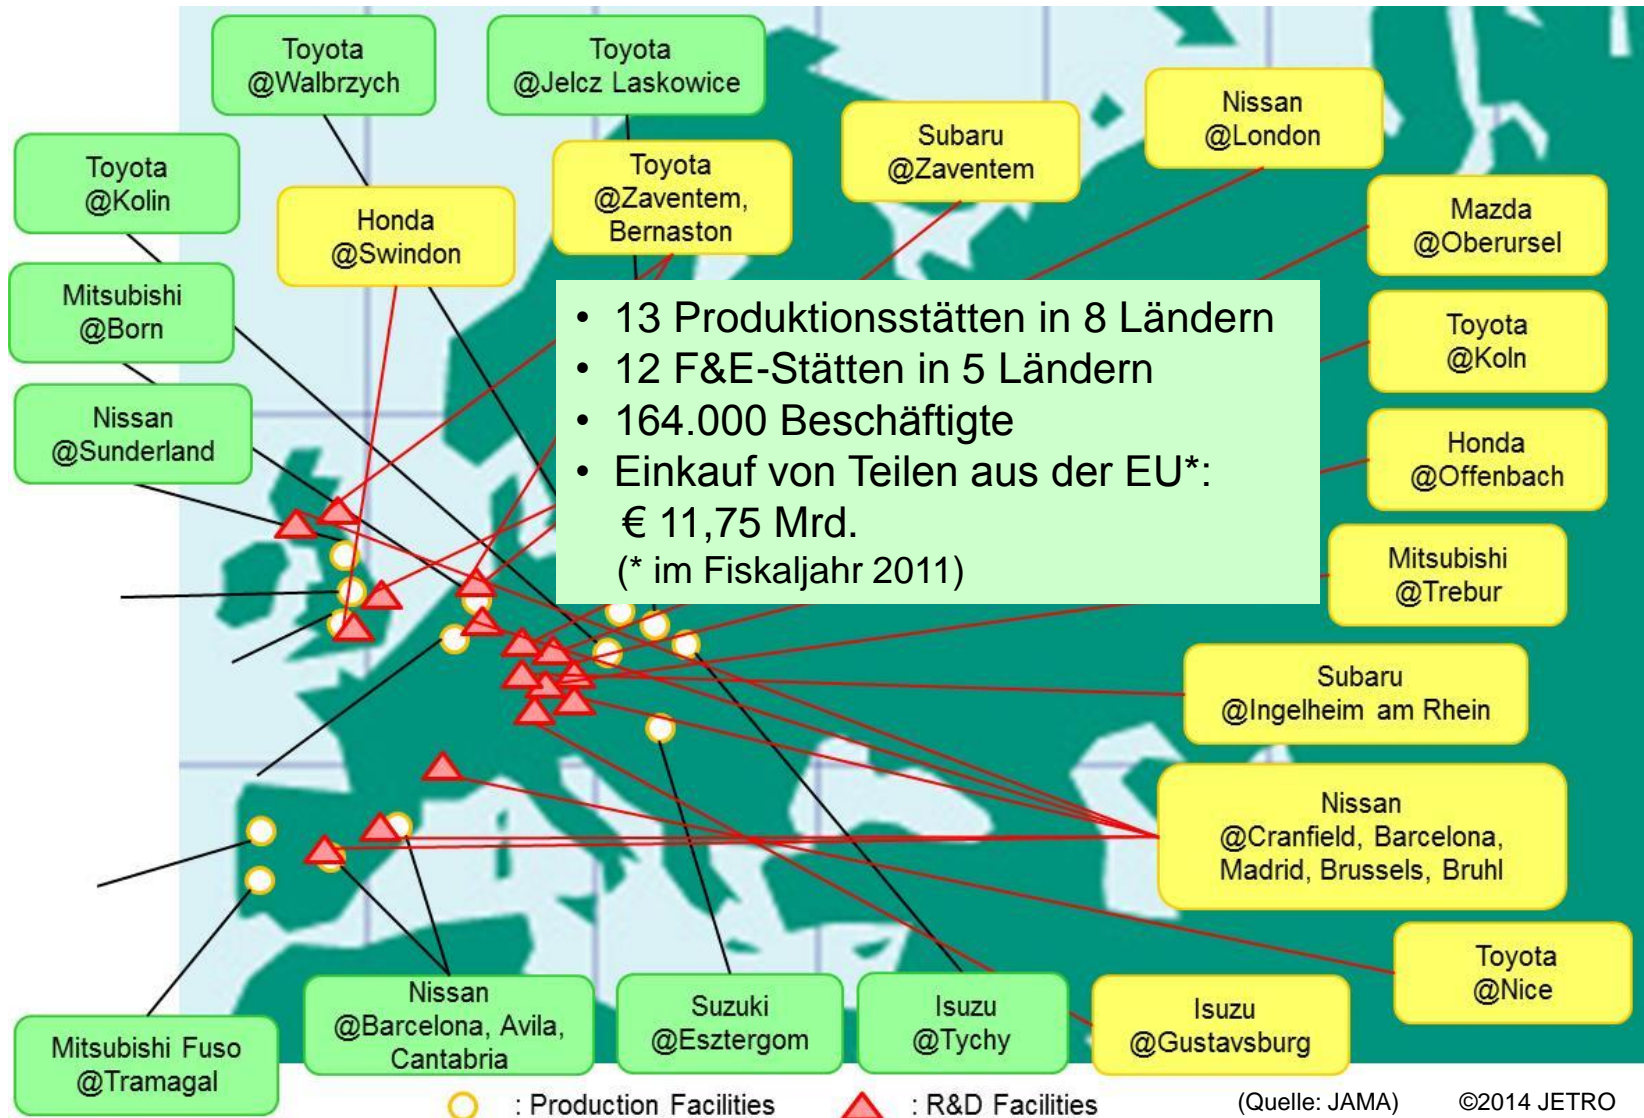 Toyota
@Walbrzych
Toyota
@Jelcz Laskowice
Nissan
@London
Subaru
@Zaventem
Toyota
@Kolin
Toyota
@Zaventem,
Bernaston
Honda
@Swindon
Mazda
@Oberursel
Mitsubishi
@Born
• 13 Produktionsstätten in 8 Ländern
• 12 F&E-Stätten in 5 Ländern
• 164.000 Beschäftigte
• Einkauf von Teilen aus der EU*:
€ 11,75 Mrd.
(* im Fiskaljahr 2011)
Toyota
@Koln
Nissan
@Sunderland
Honda
@Offenbach
Mitsubishi
@Trebur
Subaru
@Ingelheim am Rhein
Nissan
@Cranfield, Barcelona,
Madrid, Brussels, Bruhl
Toyota
@Nice
Mitsubishi Fuso
@Tramagal
Nissan
@Barcelona, Avila,
Cantabria
Suzuki
@Esztergom
Isuzu
@Tychy
Isuzu
@Gustavsburg
: Production Facilities
: R&D Facilities
(Quelle: JAMA)
©2014 JETRO